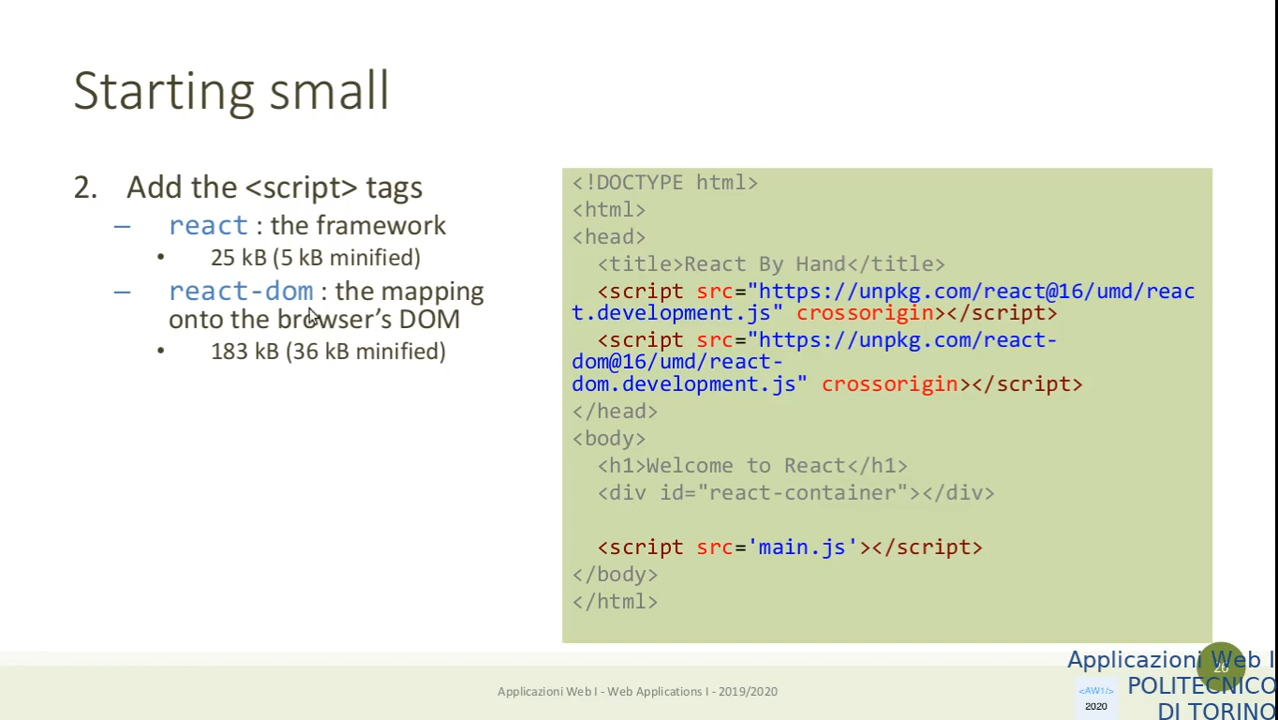 Starting small
2. Add the <script> tags
– react : the framework
• 25 kB (5 kB minified)
– react-dom : the mapping
onto the browser’s DOM
• 183 kB (36 kB minified)
<!DOCTYPE html>
<html>
<head>
<title>React By Hand</title>
<script src="https://unpkg.com/react@16/umd/reac
t.development.js" crossorigin></script>
<script src="https://unpkg.com/react-
dom@16/umd/react-
dom.development.js" crossorigin></script>
</head>
<body>
<h1>Welcome to React</h1>
<div id="react-container"></div>
<script src='main.js'></script>
</body>
</html>
Applicazioni Web I - Web Applications I - 2019/2020
Applicazioni Web I
POLITECNICO
DI TORINO
<AW1/>
2020